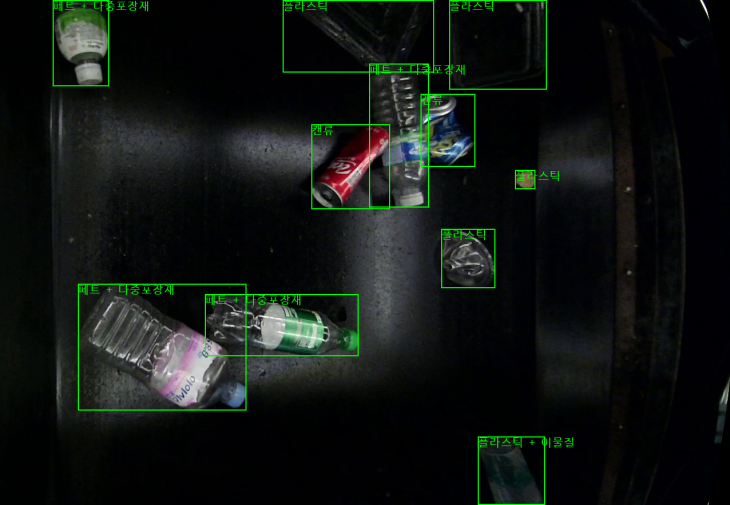 페트 + 다중포장재
플라스틱
플라스틱
페트 + 다중포장재
캔류
캔류
플라스틱
플라스틱
페트 + 다중포장재
페트 + 다중포장재
플라스틱 + 이물질